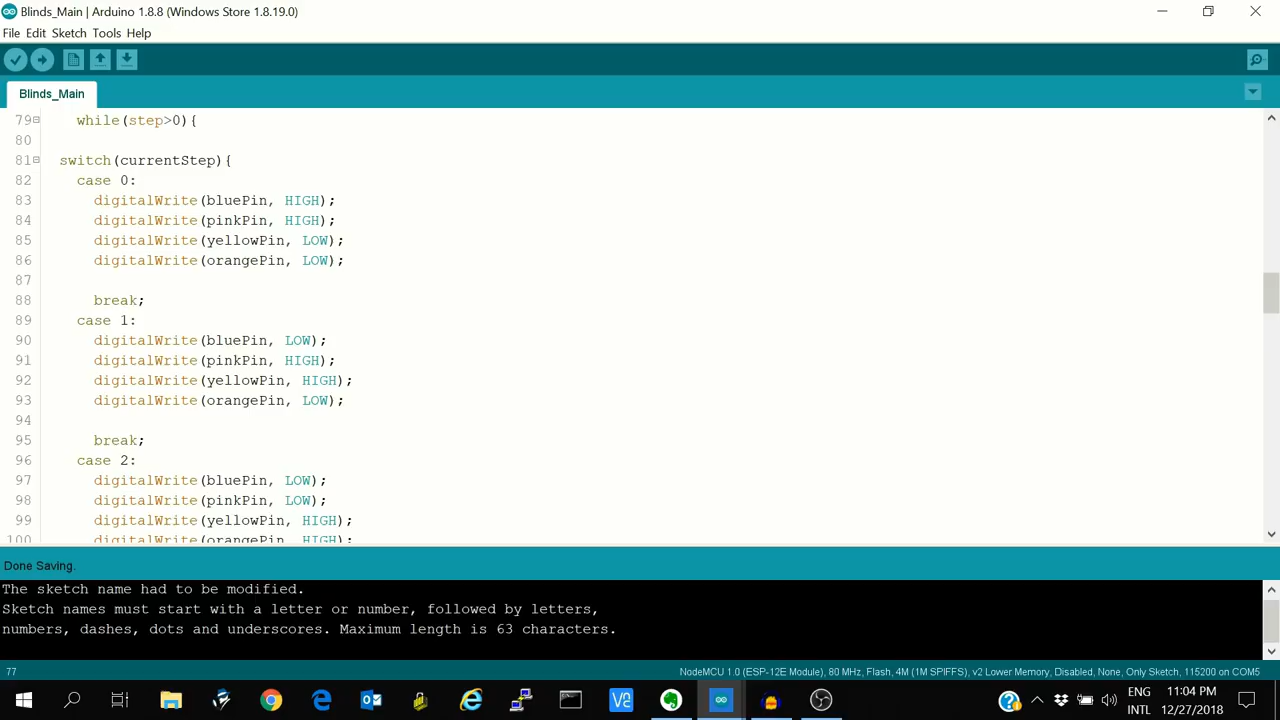 Blinds_Main | Arduino 1.8.8 (Windows Store 1.8.19.0)
File Edit Sketch Tools Help
Blinds_Main
79 while(step>0){
80
81 switch(currentStep){
82 case 0:
83 digitalWrite(bluePin, HIGH);
84 digitalWrite(pinkPin, HIGH);
85 digitalWrite(yellowPin, LOW);
86 digitalWrite(orangePin, LOW);
87
88 break;
89 case 1:
90 digitalWrite(bluePin, LOW);
91 digitalWrite(pinkPin, HIGH);
92 digitalWrite(yellowPin, HIGH);
93 digitalWrite(orangePin, LOW);
94
95 break;
96 case 2:
97 digitalWrite(bluePin, LOW);
98 digitalWrite(pinkPin, LOW);
99 digitalWrite(yellowPin, HIGH);
100 digitalWrite(orangePin, HIGH);
Done Saving.
The sketch name had to be modified.
Sketch names must start with a letter or number, followed by letters,
numbers, dashes, dots and underscores. Maximum length is 63 characters.
77 NodeMCU 1.0 (ESP-12E Module), 80 MHz, Flash, 4M (1M SPIFFS), v2 Lower Memory, Disabled, None, Only Sketch, 115200 on COM5
ENG 11:04 PM
INTL 12/27/2018